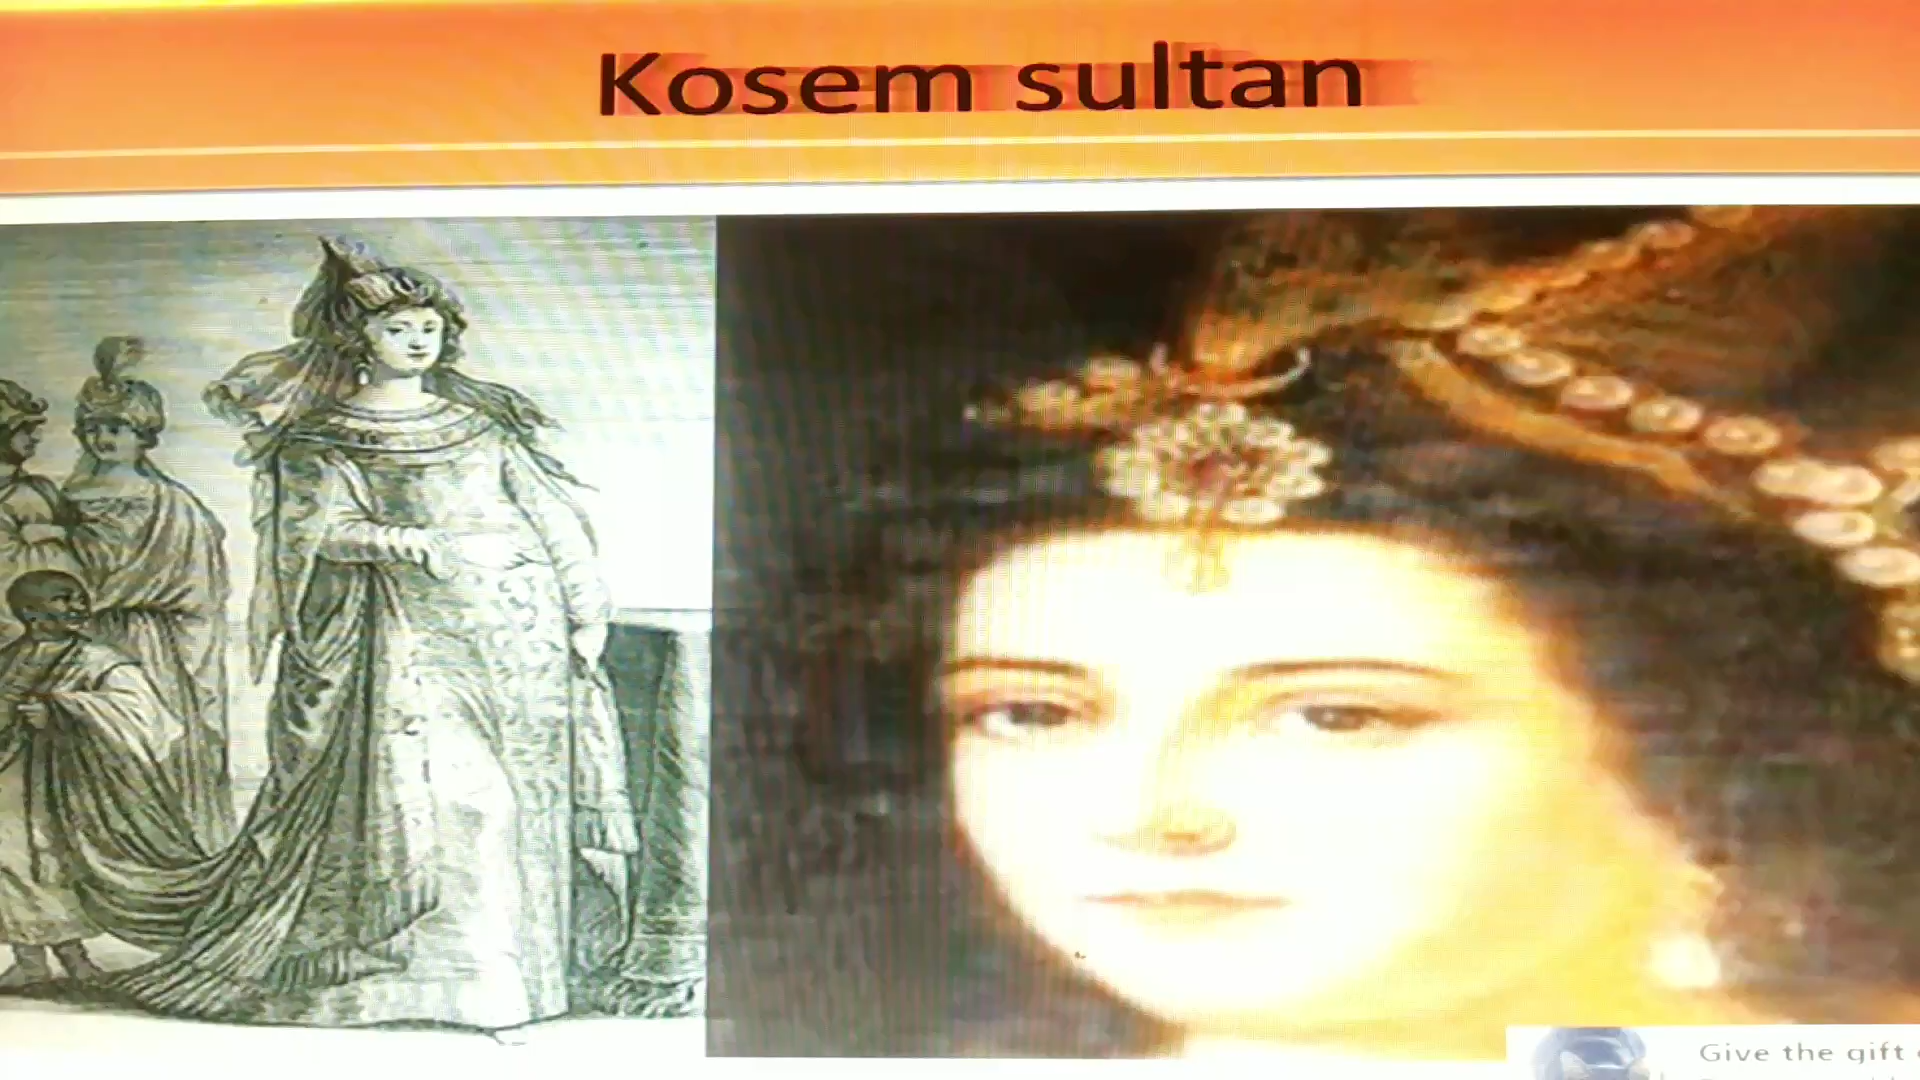 Kosem sultan
Give the gift